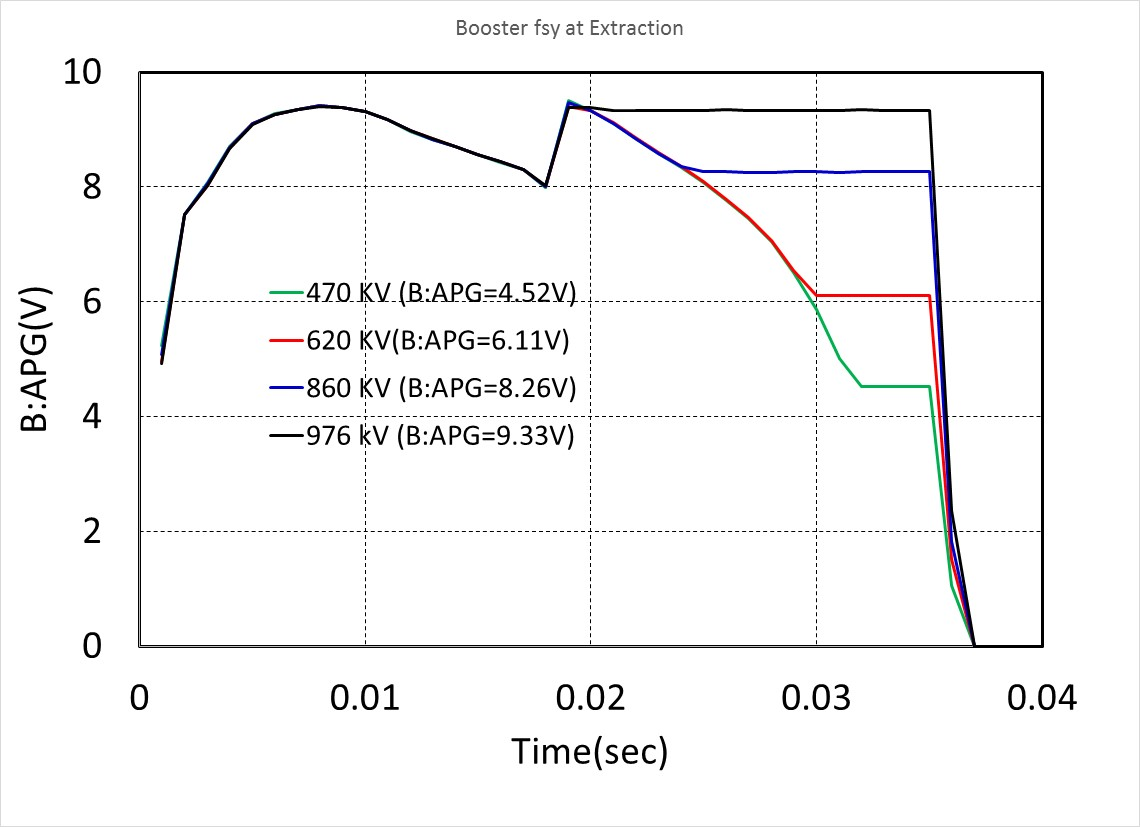 Booster fsy at Extraction
10
8
6
4
2
0
B:APG(V)
470 KV (B:APG=4.52V)
620 KV(B:APG=6.11V)
860 KV (B:APG=8.26V)
976 kV (B:APG=9.33V)
0 0.01 0.02 0.03 0.04
Time(sec)